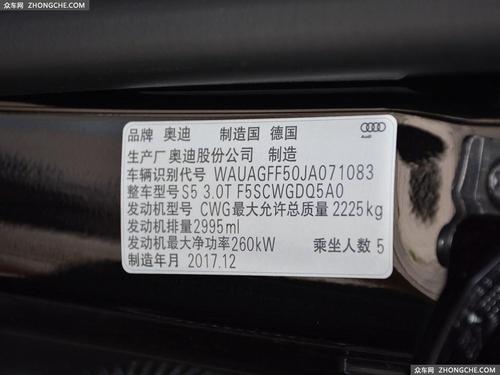 众车网 ZHONGCHE.COM
品牌 奥迪 制造国 德国
Audi
生产厂 奥迪股份公司 制造
车辆识别代号 WAUAGFF50JA071083
整车型号 S5 3.0T F5SCWGDQ5A0
发动机型号 CWG 最大允许总质量 2225kg
发动机排量 2995ml
发动机最大净功率 260kW 乘坐人数 5
制造年月 2017.12
众车网 ZHONGCHE.COM